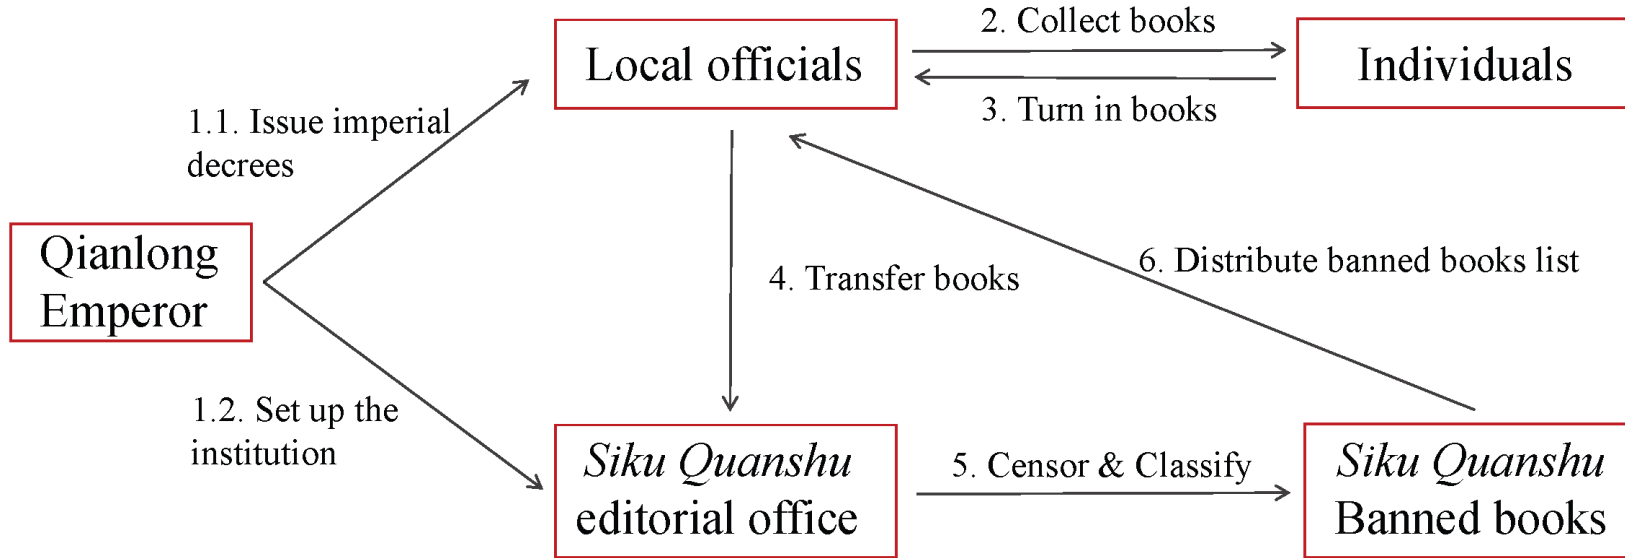 2. Collect books
Local officials
Individuals
3. Turn in books
1.1. Issue imperial
decrees
Qianlong
Emperor
4. Transfer books
6. Distribute banned books list
1.2. Set up the
institution
Siku Quanshu
editorial office
5. Censor & Classify
Siku Quanshu
Banned books